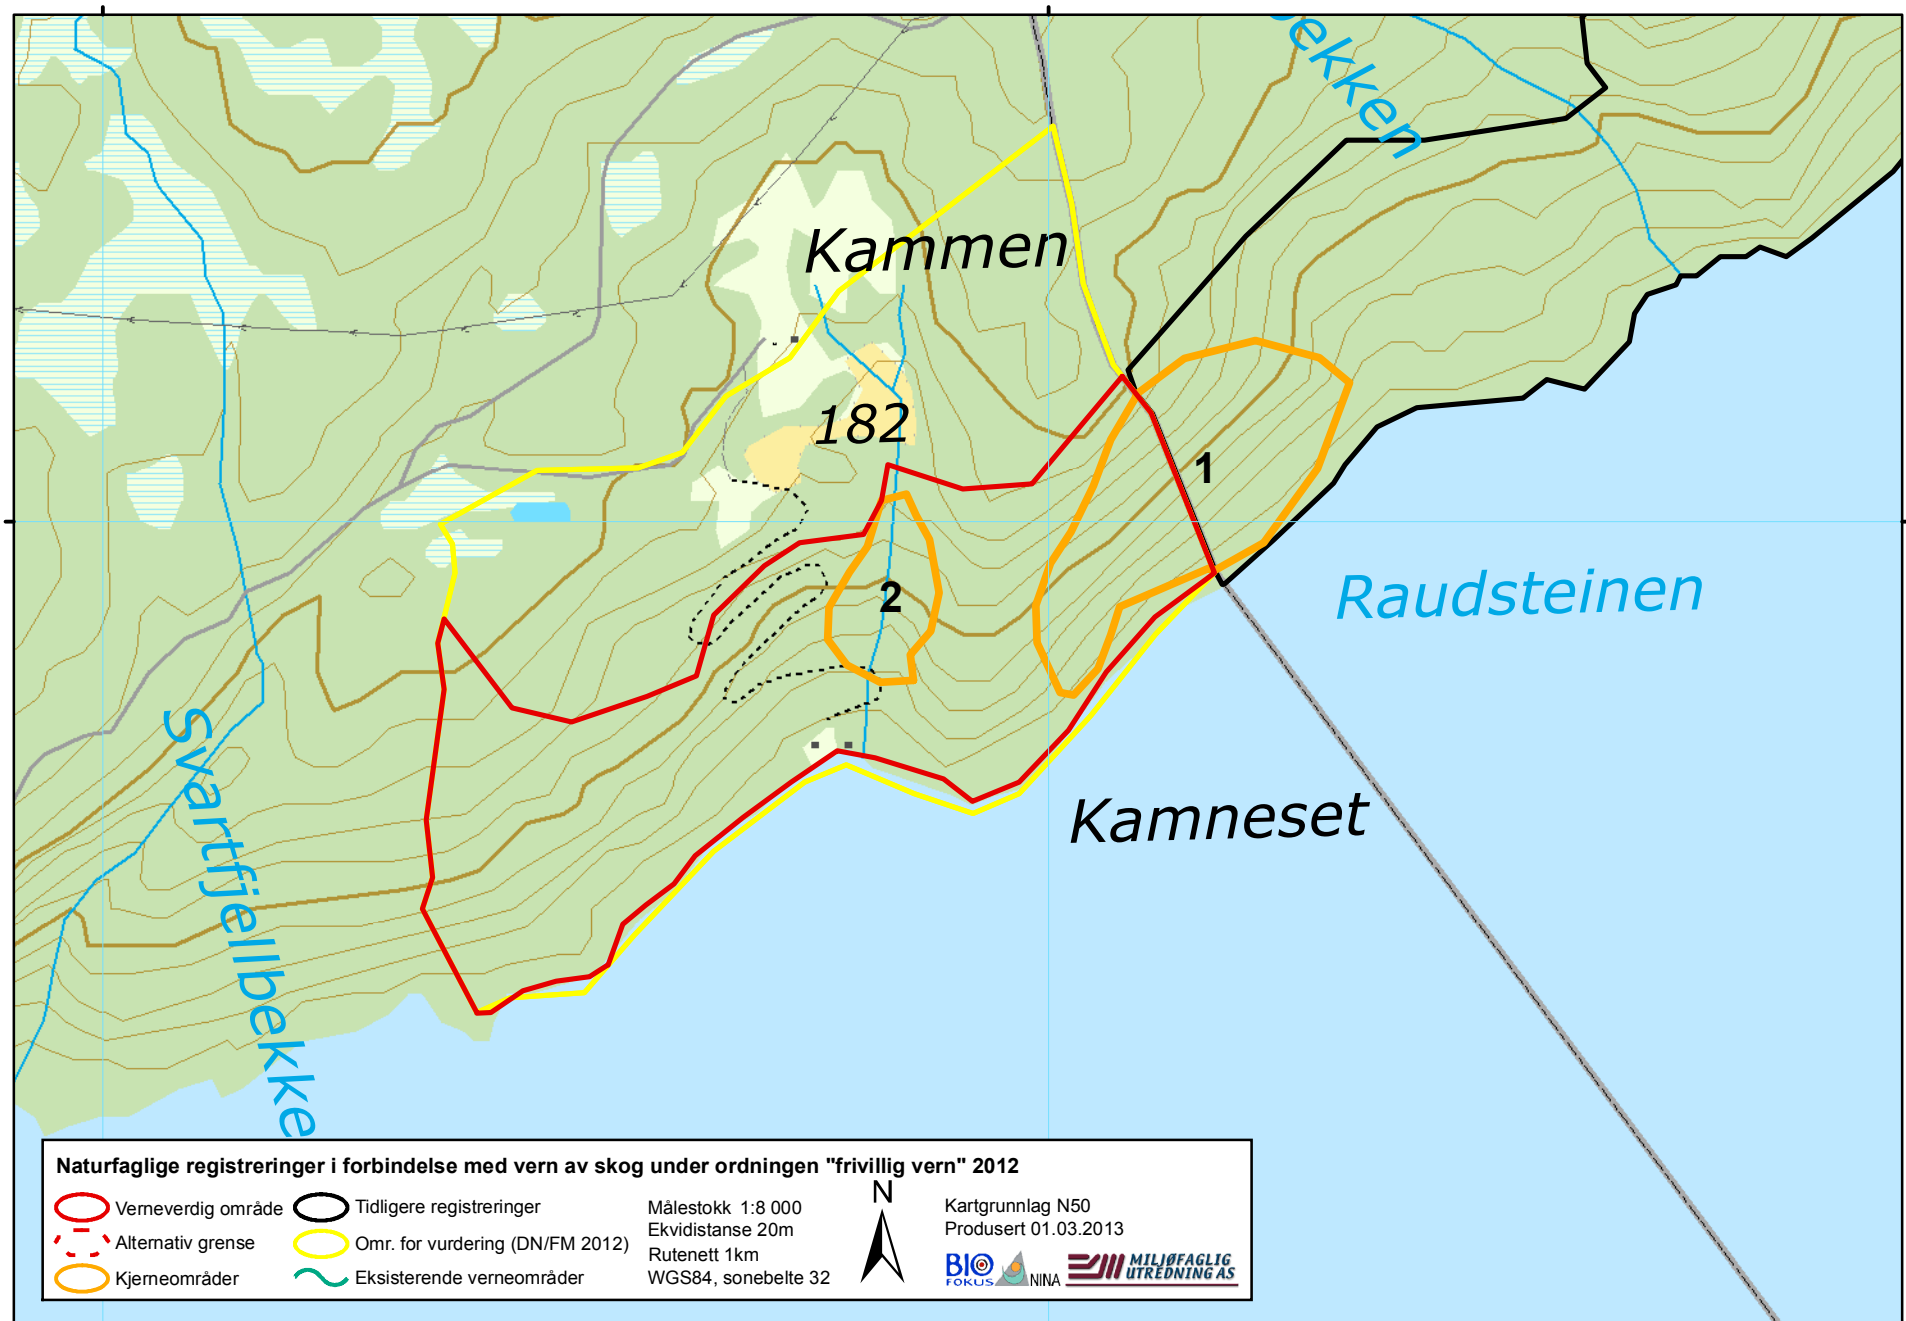 bekken
Kammen
182
1
2
Raudsteinen
Kamneset
Svartfjellbekke
Naturfaglige registreringer i forbindelse med vern av skog under ordningen "frivillig vern" 2012
Verneverdig område
Alternativ grense
Kjerneområder
Tidligere registreringer
Omr. for vurdering (DN/FM 2012)
Eksisterende verneområder
Målestokk 1:8 000
Ekvidistanse 20m
Rutenett 1km
WGS84, sonebelte 32
N
Kartgrunnlag N50
Produsert 01.03.2013
BIO
FOKUS
NINA
MILJØFAGLIG
UTREDNING AS